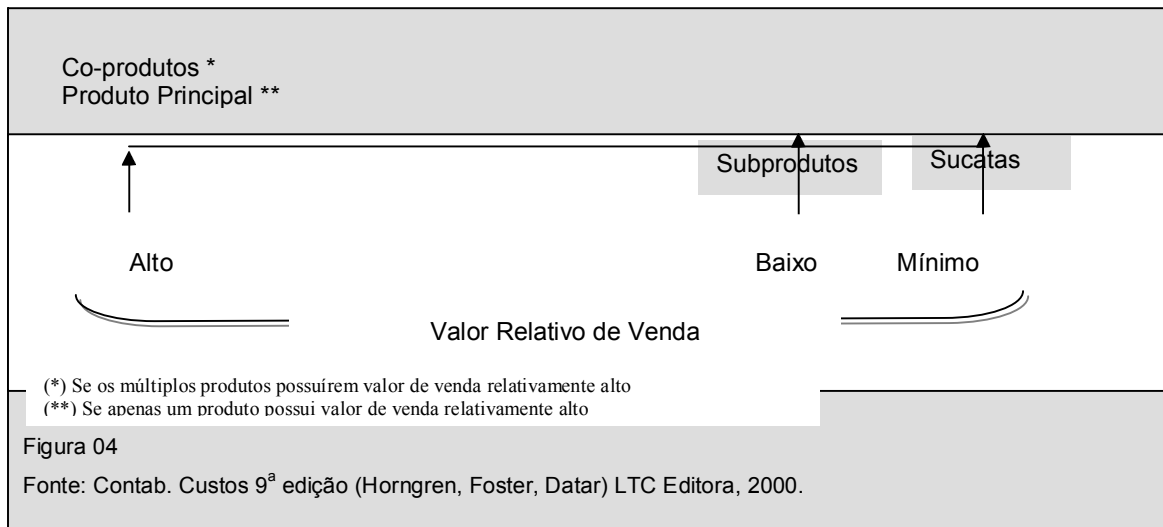 Co-produtos *
Produto Principal **
Subprodutos Sucatas
Alto Baixo Mínimo
Valor Relativo de Venda
(*) Se os múltiplos produtos possuírem valor de venda relativamente alto
(**) Se apenas um produto possui valor de venda relativamente alto
Figura 04
Fonte: Contab. Custos 9ª edição (Horngren, Foster, Datar) LTC Editora, 2000.